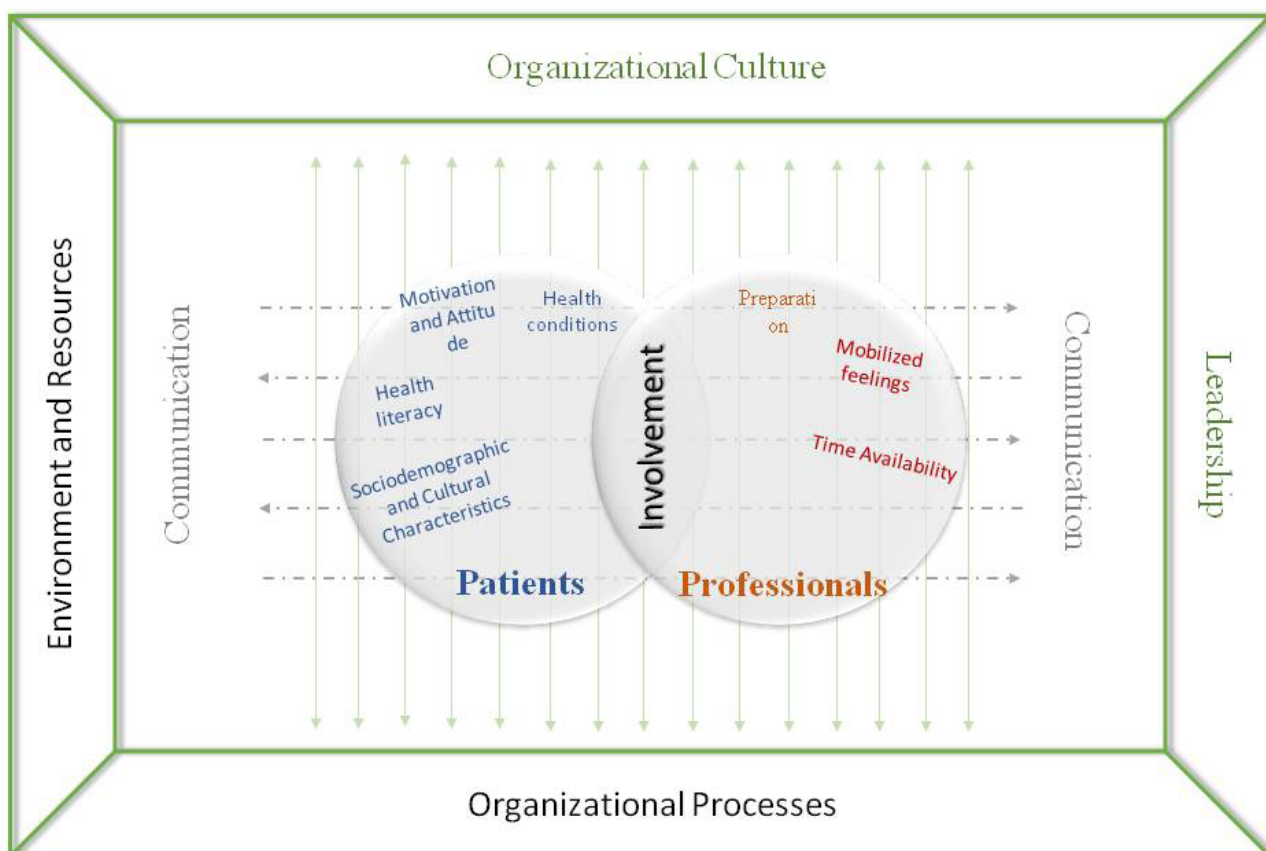 Organizational Culture
Environment and Resources
Communication
Motivation
and Attitu
de
Health
conditions
Health
literacy
Sociodemographic
and Cultural
Characteristics
Patients
Involvement
Preparati
on
Mobilized
feelings
Time Availability
Professionals
Communication
Leadership
Organizational Processes